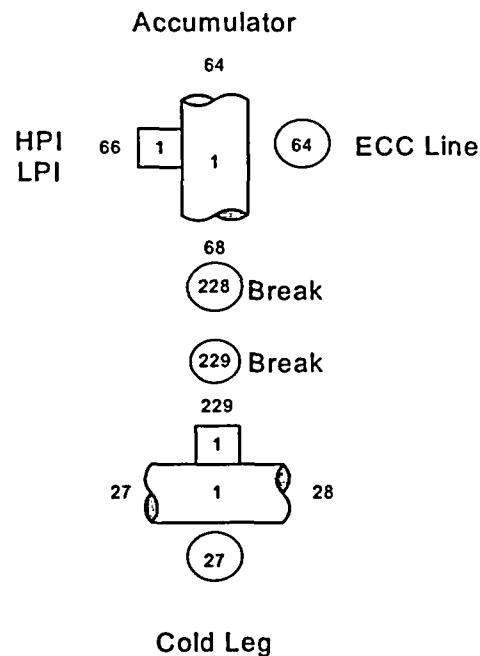 Accumulator
64
HPI
LPI
66
1
1
64
ECC Line
68
228
Break
229
Break
229
1
27
1
28
27
Cold Leg